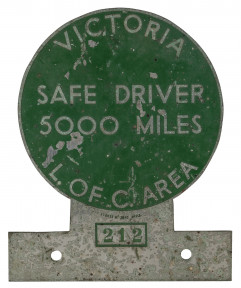 VICTORIA
SAFE DRIVER
5000 MILES
L. OF C. AREA
212